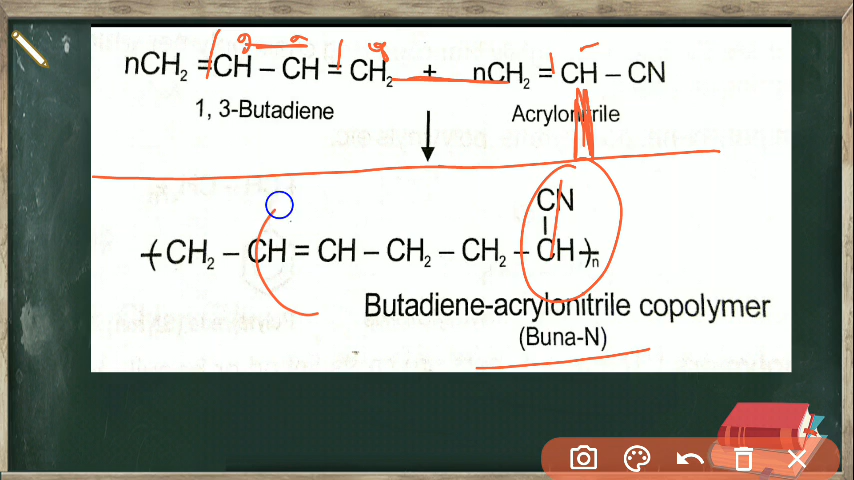 nCH₂ = CH – CH = CH₂ + nCH₂ = CH – CN
1, 3-Butadiene Acrylonitrile
CN
( CH₂ – CH = CH – CH₂ – CH₂ – CH )ₙ
Butadiene-acrylonitrile copolymer
(Buna-N)